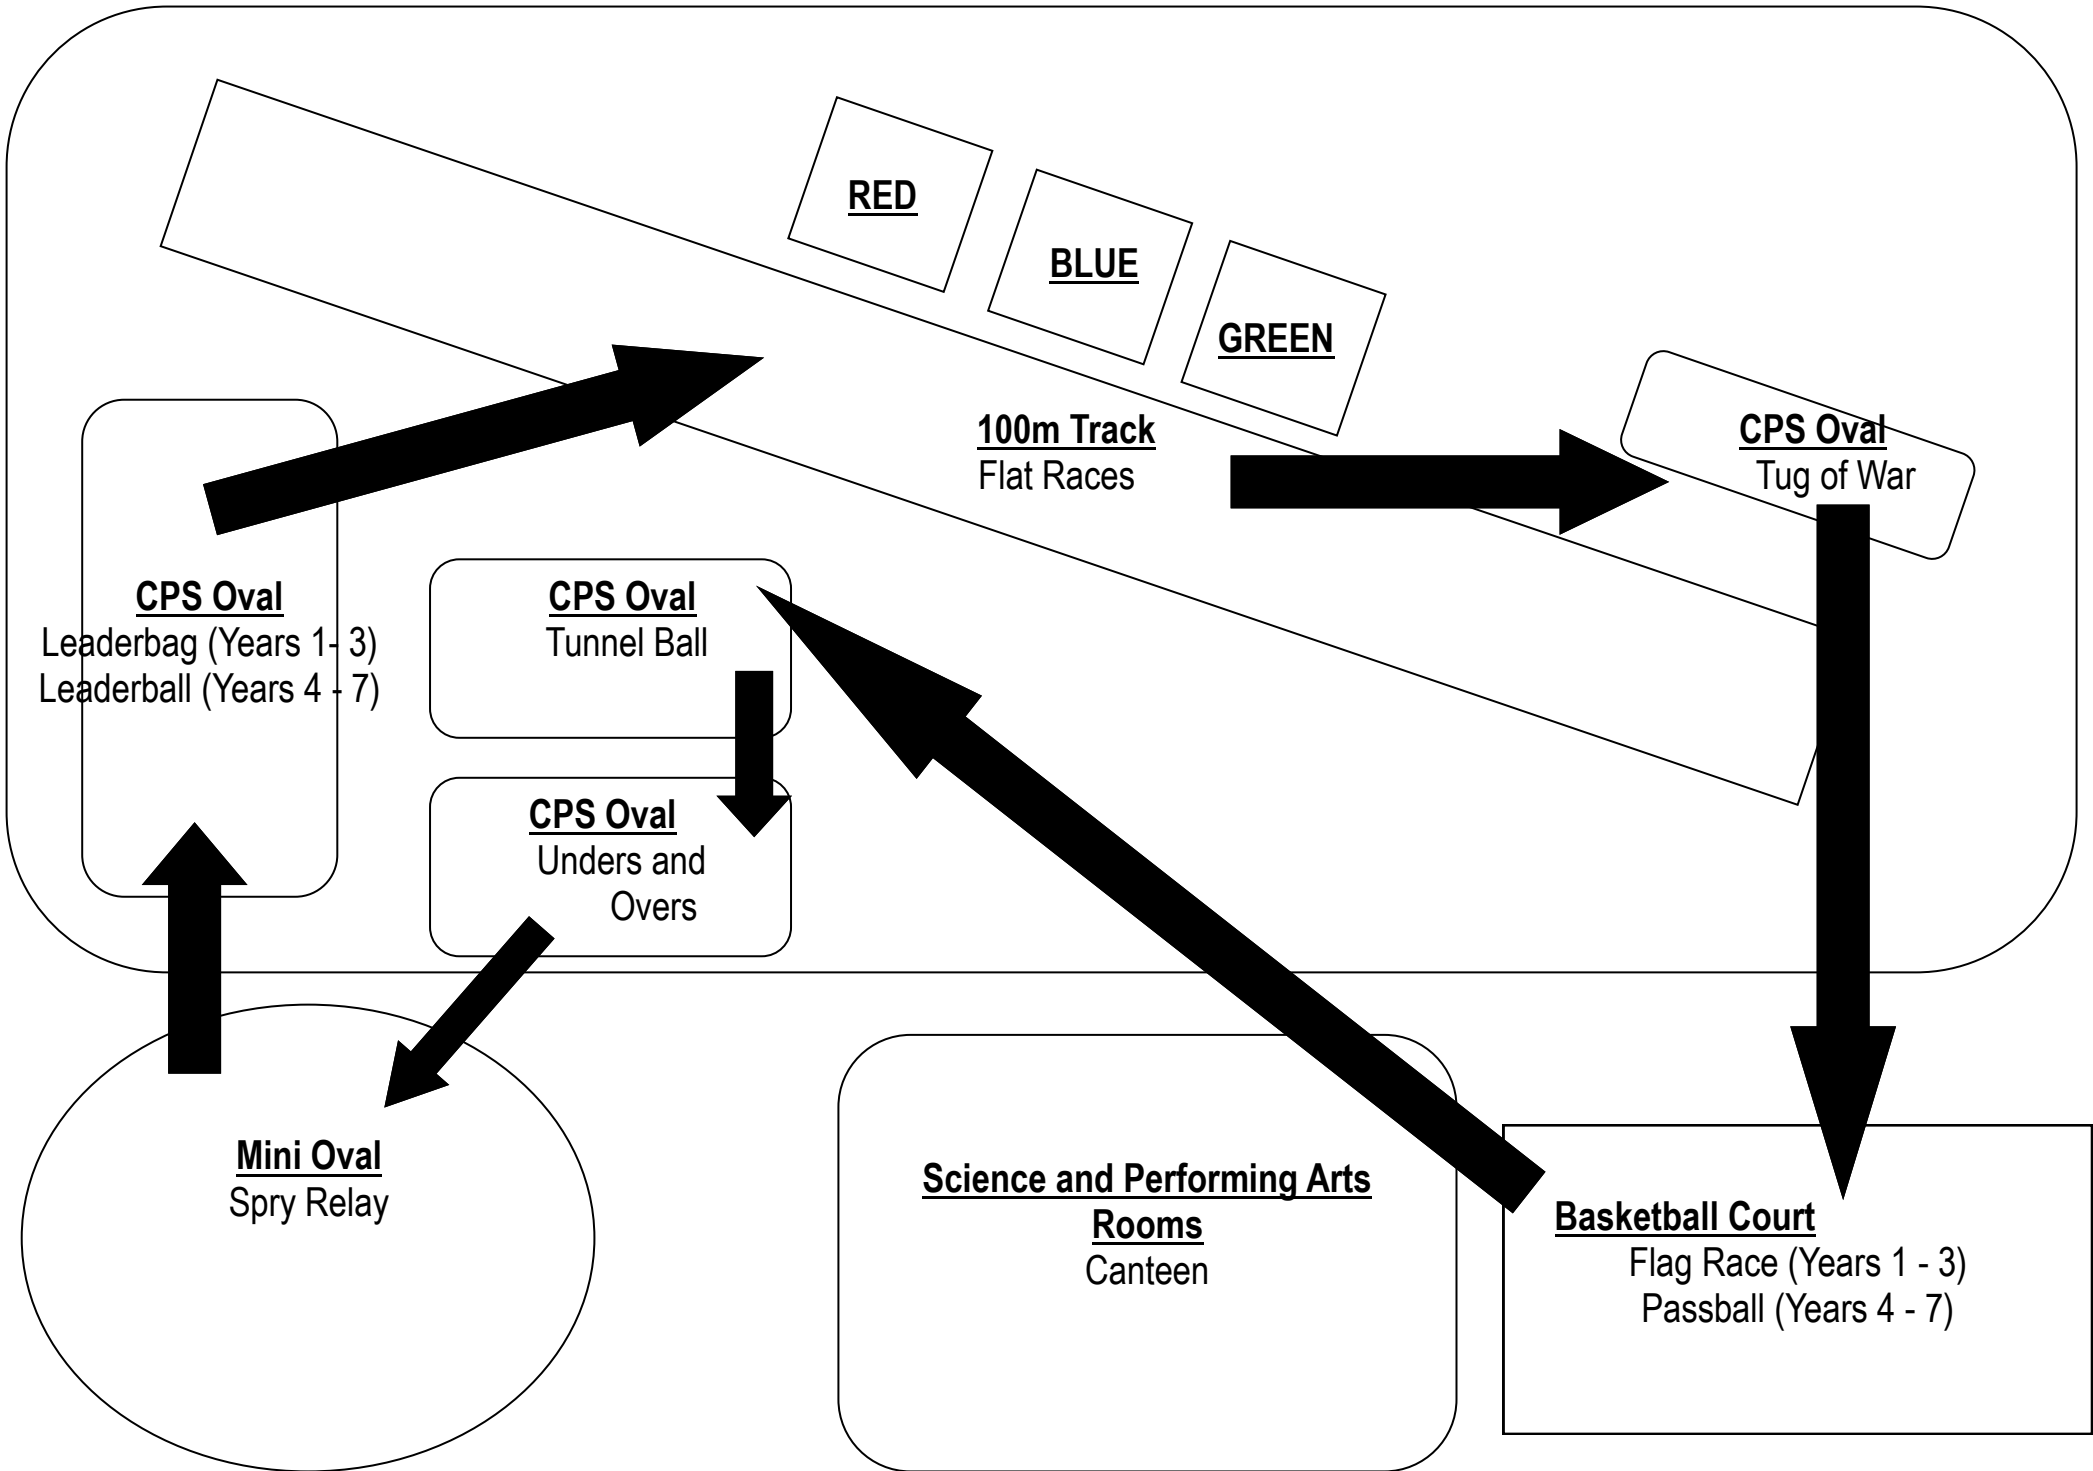 RED
BLUE
GREEN
100m Track
Flat Races
CPS Oval
Tug of War
CPS Oval
Leaderbag (Years 1- 3)
Leaderball (Years 4 - 7)
CPS Oval
Tunnel Ball
CPS Oval
Unders and
Overs
Mini Oval
Spry Relay
Science and Performing Arts
Rooms
Canteen
Basketball Court
Flag Race (Years 1 - 3)
Passball (Years 4 - 7)